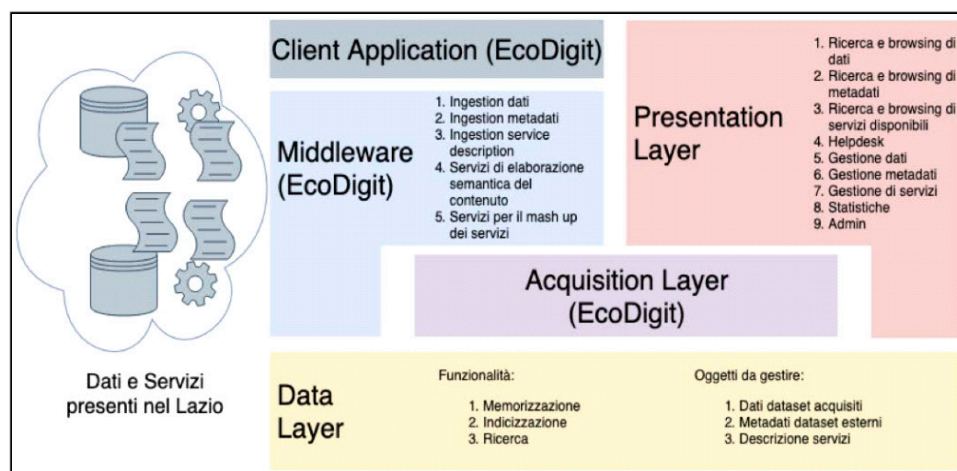 Client Application (EcoDigit)
Middleware
(EcoDigit)
1. Ingestion dati
2. Ingestion metadati
3. Ingestion service
description
4. Servizi di elaborazione
semantica del
contenuto
5. Servizi per il mash up
dei servizi
Presentation
Layer
1. Ricerca e browsing di
dati
2. Ricerca e browsing di
metadati
3. Ricerca e browsing di
servizi disponibili
4. Helpdesk
5. Gestione dati
6. Gestione metadati
7. Gestione di servizi
8. Statistiche
9. Admin
Acquisition Layer
(EcoDigit)
Dati e Servizi
presenti nel Lazio
Data
Layer
Funzionalità:
1. Memorizzazione
2. Indicizzazione
3. Ricerca
Oggetti da gestire:
1. Dati dataset acquisiti
2. Metadati dataset esterni
3. Descrizione servizi